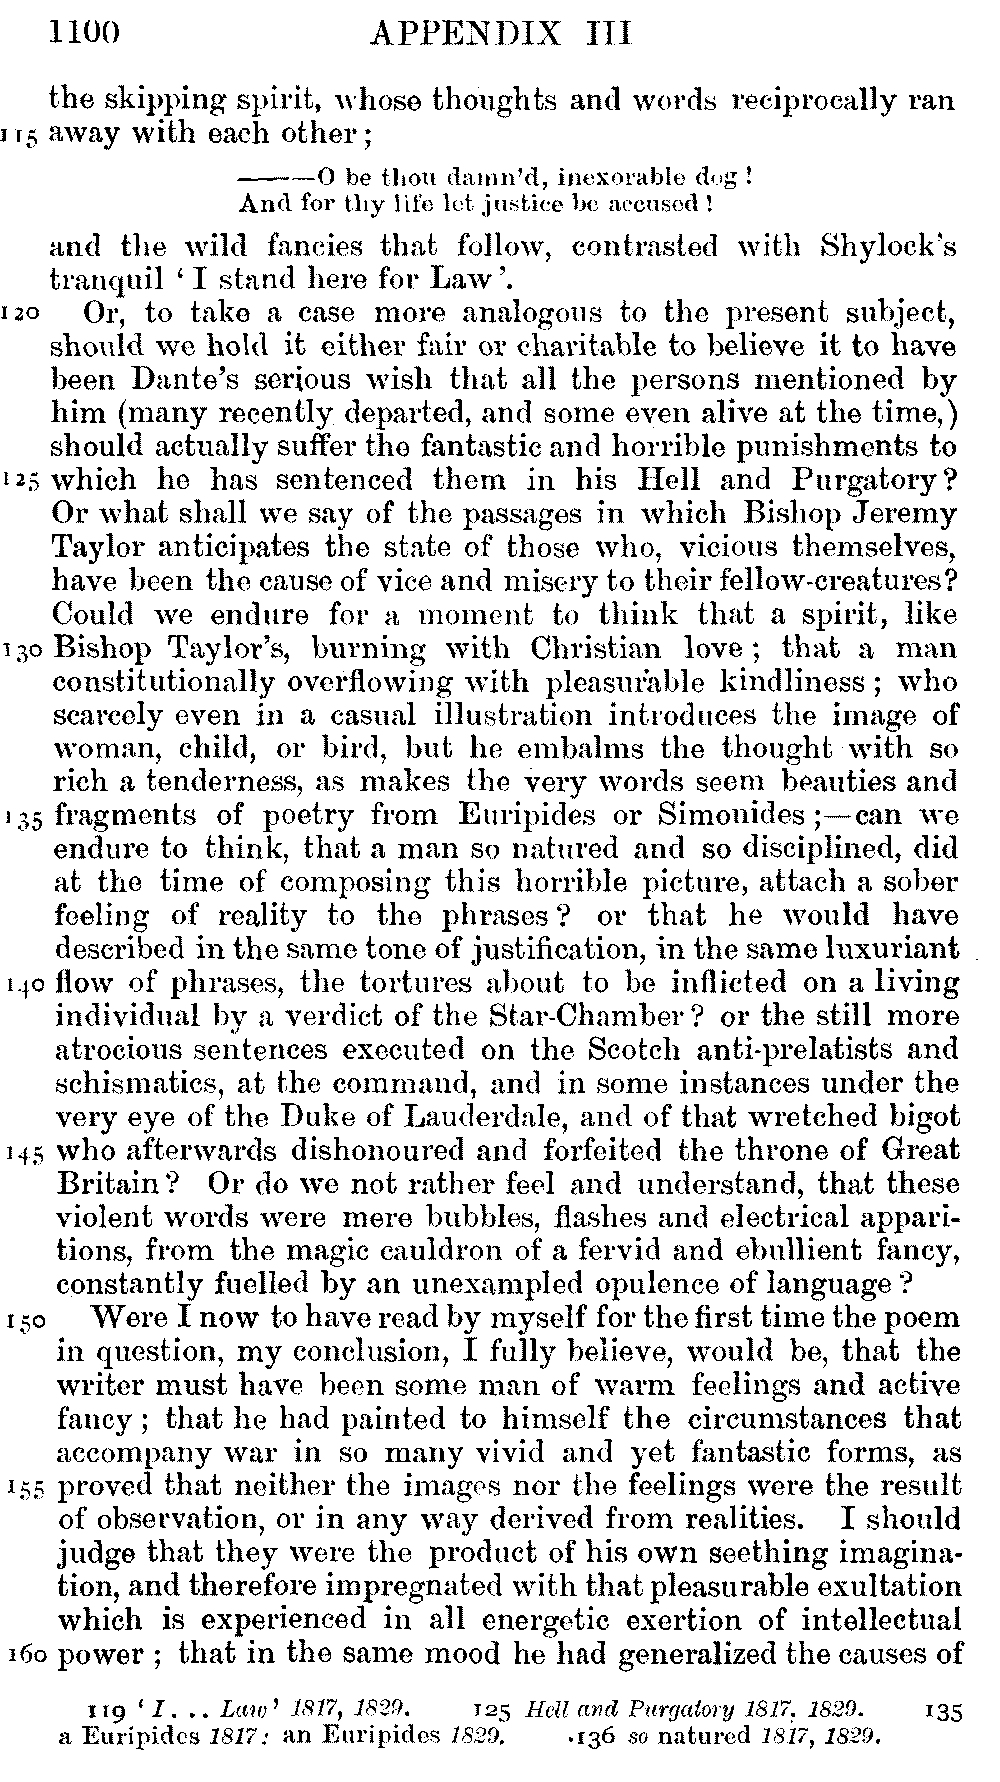 1100 APPENDIX III
the skipping spirit, whose thoughts and words reciprocally ran
115 away with each other;
———O be thou damn'd, inexorable dog!
And for thy life let justice be accused!
and the wild fancies that follow, contrasted with Shylock's
tranquil ‘I stand here for Law’.
120 Or, to take a case more analogous to the present subject,
should we hold it either fair or charitable to believe it to have
been Dante's serious wish that all the persons mentioned by
him (many recently departed, and some even alive at the time,)
should actually suffer the fantastic and horrible punishments to
125 which he has sentenced them in his Hell and Purgatory?
Or what shall we say of the passages in which Bishop Jeremy
Taylor anticipates the state of those who, vicious themselves,
have been the cause of vice and misery to their fellow-creatures?
Could we endure for a moment to think that a spirit, like
130 Bishop Taylor's, burning with Christian love; that a man
constitutionally overflowing with pleasurable kindliness; who
scarcely even in a casual illustration introduces the image of
woman, child, or bird, but he embalms the thought with so
rich a tenderness, as makes the very words seem beauties and
135 fragments of poetry from Euripides or Simonides;—can we
endure to think, that a man so natured and so disciplined, did
at the time of composing this horrible picture, attach a sober
feeling of reality to the phrases? or that he would have
described in the same tone of justification, in the same luxuriant
140 flow of phrases, the tortures about to be inflicted on a living
individual by a verdict of the Star-Chamber? or the still more
atrocious sentences executed on the Scotch anti-prelatists and
schismatics, at the command, and in some instances under the
very eye of the Duke of Lauderdale, and of that wretched bigot
145 who afterwards dishonoured and forfeited the throne of Great
Britain? Or do we not rather feel and understand, that these
violent words were mere bubbles, flashes and electrical appari-
tions, from the magic cauldron of a fervid and ebullient fancy,
constantly fuelled by an unexampled opulence of language?
150 Were I now to have read by myself for the first time the poem
in question, my conclusion, I fully believe, would be, that the
writer must have been some man of warm feelings and active
fancy; that he had painted to himself the circumstances that
accompany war in so many vivid and yet fantastic forms, as
155 proved that neither the images nor the feelings were the result
of observation, or in any way derived from realities. I should
judge that they were the product of his own seething imagina-
tion, and therefore impregnated with that pleasurable exultation
which is experienced in all energetic exertion of intellectual
160 power; that in the same mood he had generalized the causes of
119 ‘I... Law’ 1817, 1829. 125 Hell and Purgatory 1817, 1829. 135
a Euripides 1817: an Euripides 1829. 136 so natured 1817, 1829.